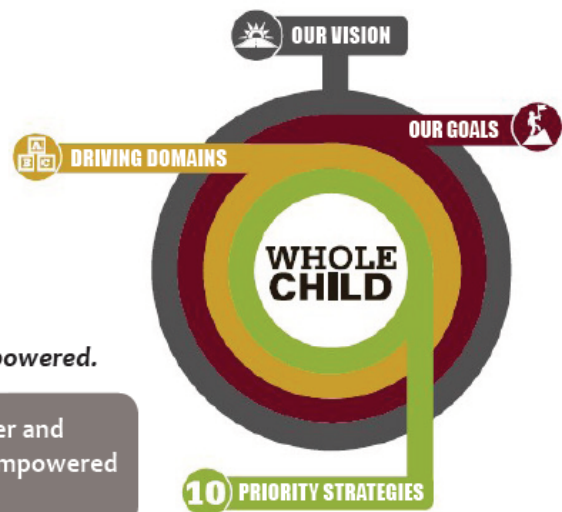 OUR VISION
OUR GOALS
DRIVING DOMAINS
WHOLE
CHILD
powered.
er and
mpowered
10 PRIORITY STRATEGIES